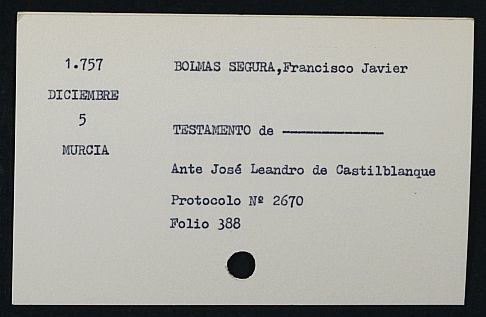 1.757
DICIEMBRE
5
MURCIA
BOLMAS SEGURA,Francisco Javier
TESTAMENTO de ———————
Ante José Leandro de Castilblanque
Protocolo Nº 2670
Folio 388